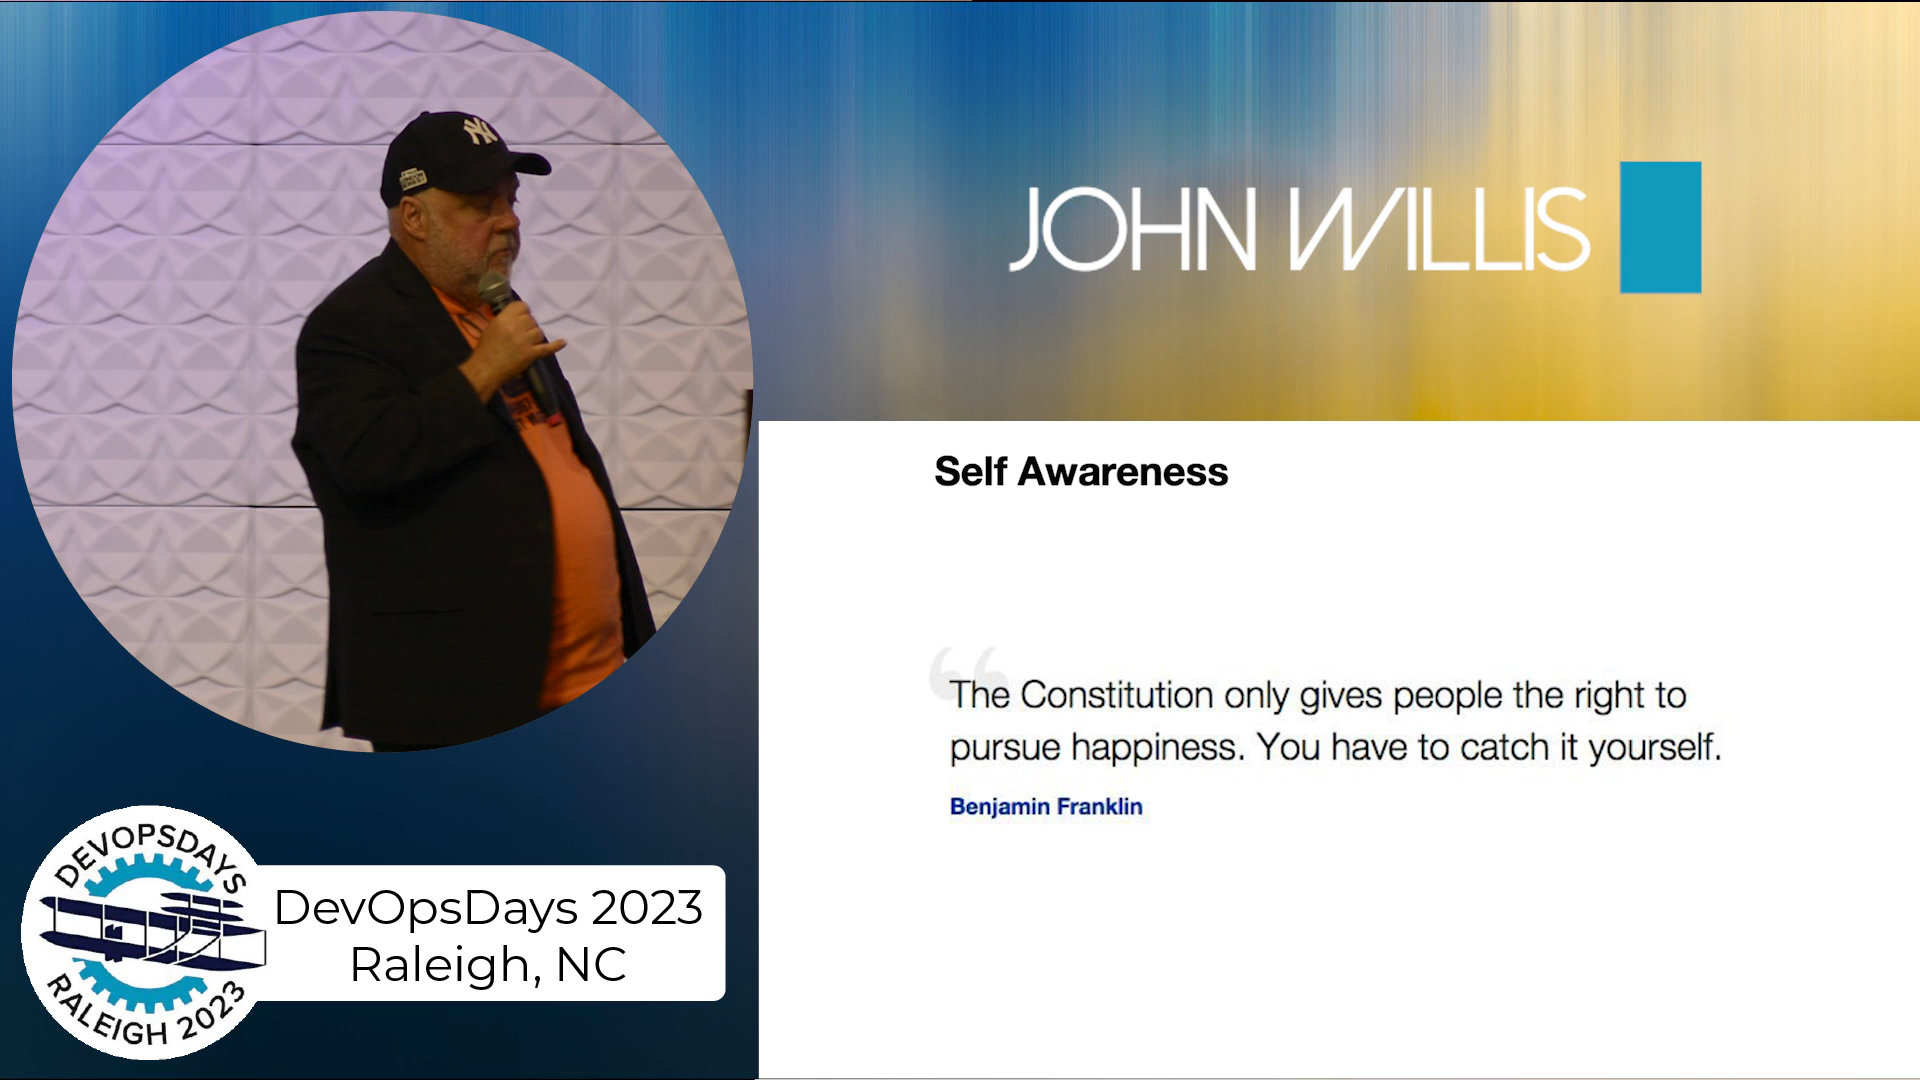 NY
JOHN WILLIS
Self Awareness
“The Constitution only gives people the right to
pursue happiness. You have to catch it yourself.
Benjamin Franklin
DEVOPSDAYS
RALEIGH 2023
DevOpsDays 2023
Raleigh, NC